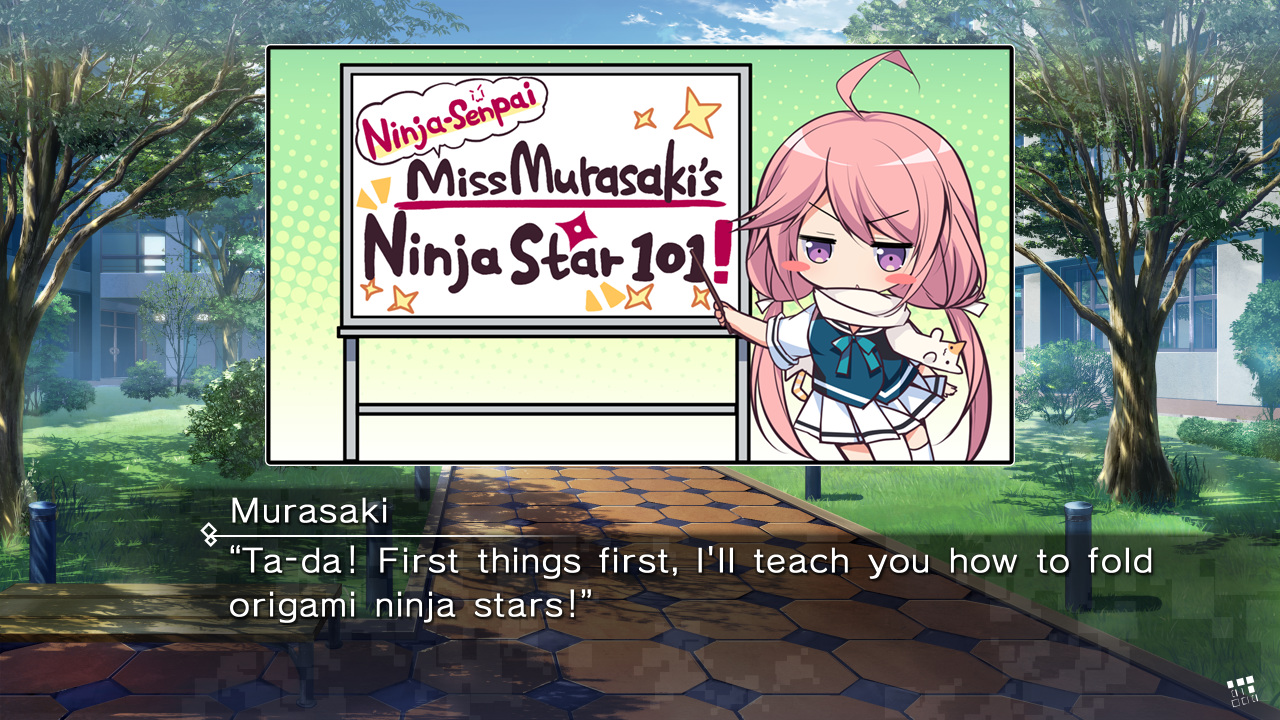 Ninja-Senpai
Miss Murasaki's
Ninja Star 101!
Murasaki
“Ta-da! First things first, I'll teach you how to fold
origami ninja stars!”